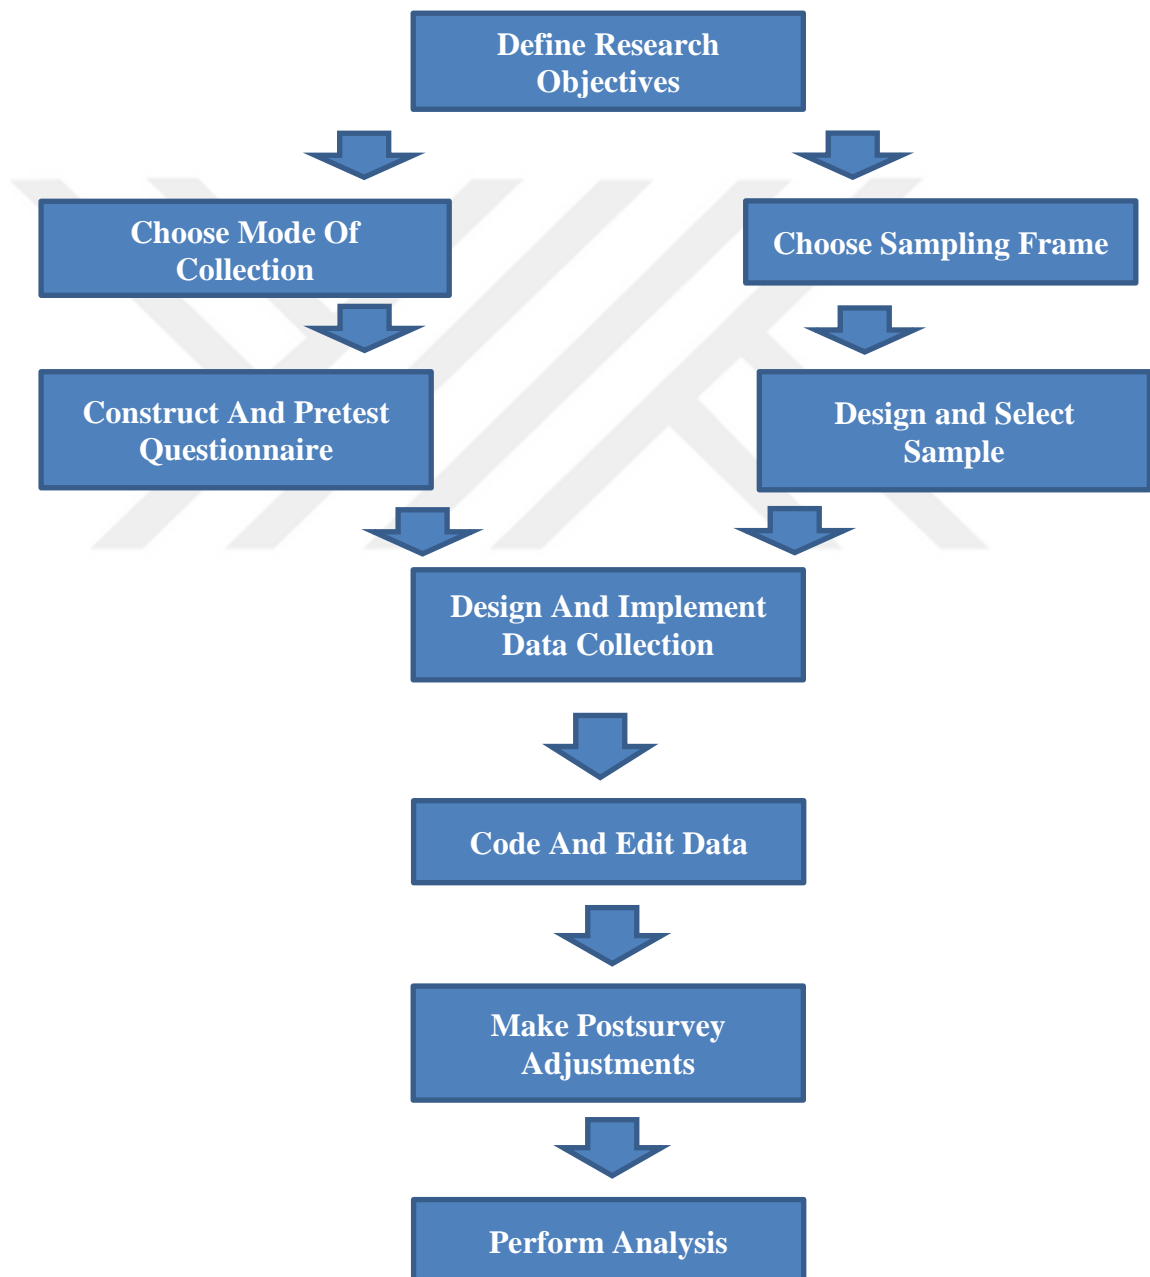 Define Research
Objectives
Choose Mode Of
Collection
Choose Sampling Frame
Construct And Pretest
Questionnaire
Design and Select
Sample
Design And Implement
Data Collection
Code And Edit Data
Make Postsurvey
Adjustments
Perform Analysis